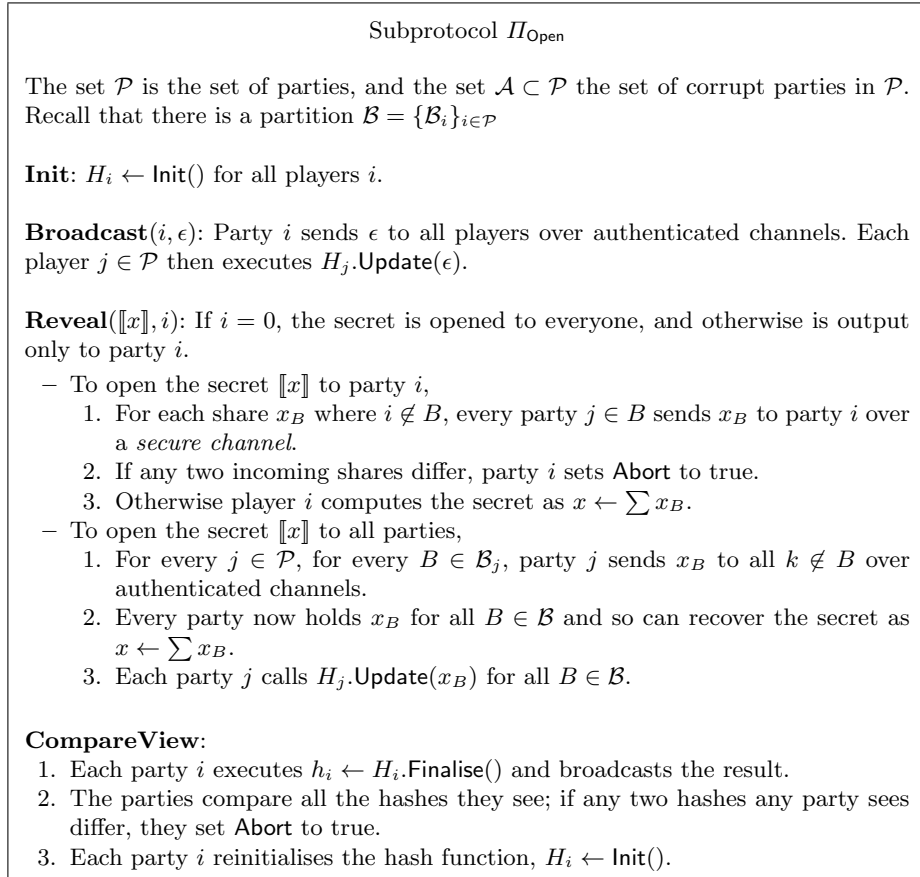 Subprotocol Π_Open
The set 𝒫 is the set of parties, and the set 𝒜 ⊂ 𝒫 the set of corrupt parties in 𝒫.
Recall that there is a partition ℬ = {ℬ_i}_{i∈𝒫}
Init: H_i ← Init() for all players i.
Broadcast(i, ϵ): Party i sends ϵ to all players over authenticated channels. Each
player j ∈ 𝒫 then executes H_j.Update(ϵ).
Reveal(⟦x⟧, i): If i = 0, the secret is opened to everyone, and otherwise is output
only to party i.
– To open the secret ⟦x⟧ to party i,
1. For each share x_B where i ∉ B, every party j ∈ B sends x_B to party i over
a secure channel.
2. If any two incoming shares differ, party i sets Abort to true.
3. Otherwise player i computes the secret as x ← ∑ x_B.
– To open the secret ⟦x⟧ to all parties,
1. For every j ∈ 𝒫, for every B ∈ ℬ_j, party j sends x_B to all k ∉ B over
authenticated channels.
2. Every party now holds x_B for all B ∈ ℬ and so can recover the secret as
x ← ∑ x_B.
3. Each party j calls H_j.Update(x_B) for all B ∈ ℬ.
CompareView:
1. Each party i executes h_i ← H_i.Finalise() and broadcasts the result.
2. The parties compare all the hashes they see; if any two hashes any party sees
differ, they set Abort to true.
3. Each party i reinitialises the hash function, H_i ← Init().